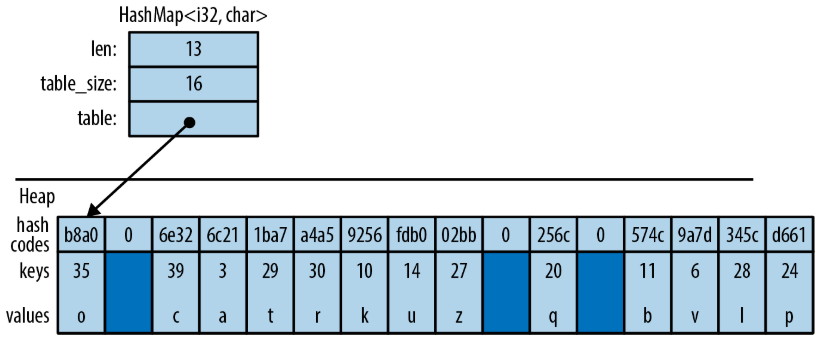 HashMap<i32, char>
len: 13
table_size: 16
table:
Heap
hash codes b8a0 0 6e32 6c21 1ba7 a4a5 9256 fdb0 02bb 0 256c 0 574c 9a7d 345c d661
keys 35 39 3 29 30 10 14 27 20 11 6 28 24
values o c a t r k u z q b v l p